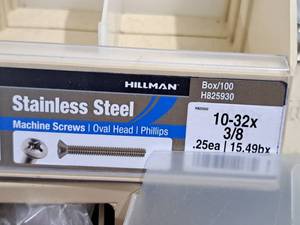 HILLMAN
Stainless Steel
Machine Screws | Oval Head | Phillips
Box/100
H825930
10-32x
3/8
.25ea | 15.49bx